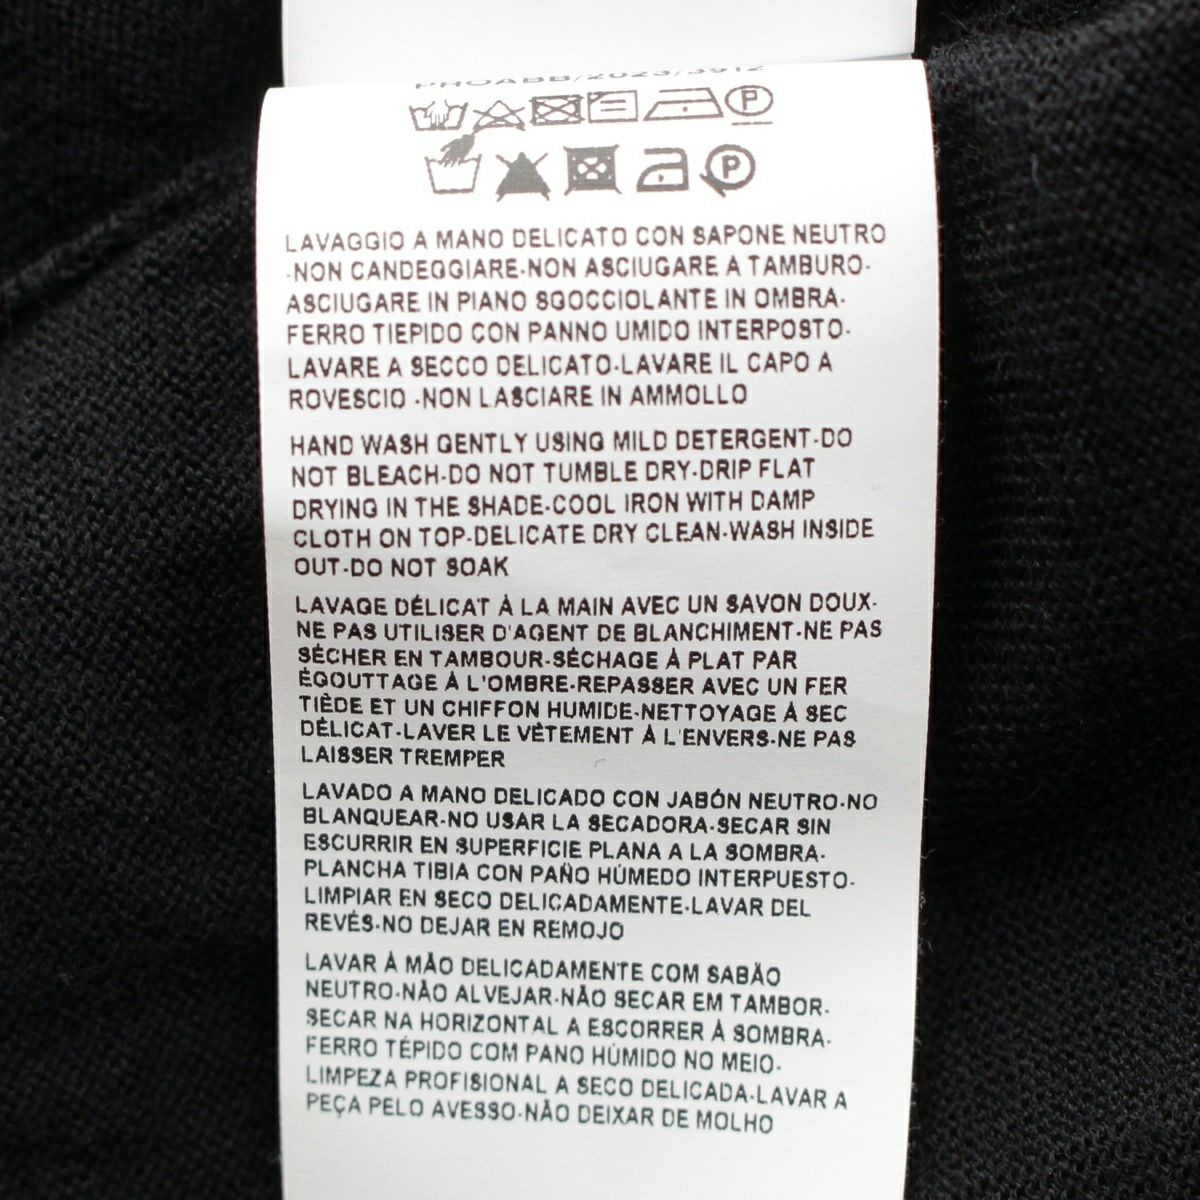 LAVAGGIO A MANO DELICATO CON SAPONE NEUTRO
-NON CANDEGGIARE-NON ASCIUGARE A TAMBURO-
ASCIUGARE IN PIANO SGOCCIOLANTE IN OMBRA-
FERRO TIEPIDO CON PANNO UMIDO INTERPOSTO-
LAVARE A SECCO DELICATO-LAVARE IL CAPO A
ROVESCIO -NON LASCIARE IN AMMOLLO
HAND WASH GENTLY USING MILD DETERGENT-DO
NOT BLEACH-DO NOT TUMBLE DRY-DRIP FLAT
DRYING IN THE SHADE-COOL IRON WITH DAMP
CLOTH ON TOP-DELICATE DRY CLEAN-WASH INSIDE
OUT-DO NOT SOAK
LAVAGE DÉLICAT À LA MAIN AVEC UN SAVON DOUX-
NE PAS UTILISER D'AGENT DE BLANCHIMENT-NE PAS
SÉCHER EN TAMBOUR-SÉCHAGE À PLAT PAR
ÉGOUTTAGE À L'OMBRE-REPASSER AVEC UN FER
TIÈDE ET UN CHIFFON HUMIDE-NETTOYAGE À SEC
DÉLICAT-LAVER LE VÊTEMENT À L'ENVERS-NE PAS
LAISSER TREMPER
LAVADO A MANO DELICADO CON JABÓN NEUTRO-NO
BLANQUEAR-NO USAR LA SECADORA-SECAR SIN
ESCURRIR EN SUPERFICIE PLANA A LA SOMBRA-
PLANCHA TIBIA CON PAÑO HÚMEDO INTERPUESTO-
LIMPIAR EN SECO DELICADAMENTE-LAVAR DEL
REVÉS-NO DEJAR EN REMOJO
LAVAR À MÃO DELICADAMENTE COM SABÃO
NEUTRO-NÃO ALVEJAR-NÃO SECAR EM TAMBOR-
SECAR NA HORIZONTAL A ESCORRER À SOMBRA-
FERRO TÉPIDO COM PANO HÚMIDO NO MEIO-
LIMPEZA PROFISIONAL A SECO DELICADA-LAVAR A
PEÇA PELO AVESSO-NÃO DEIXAR DE MOLHO